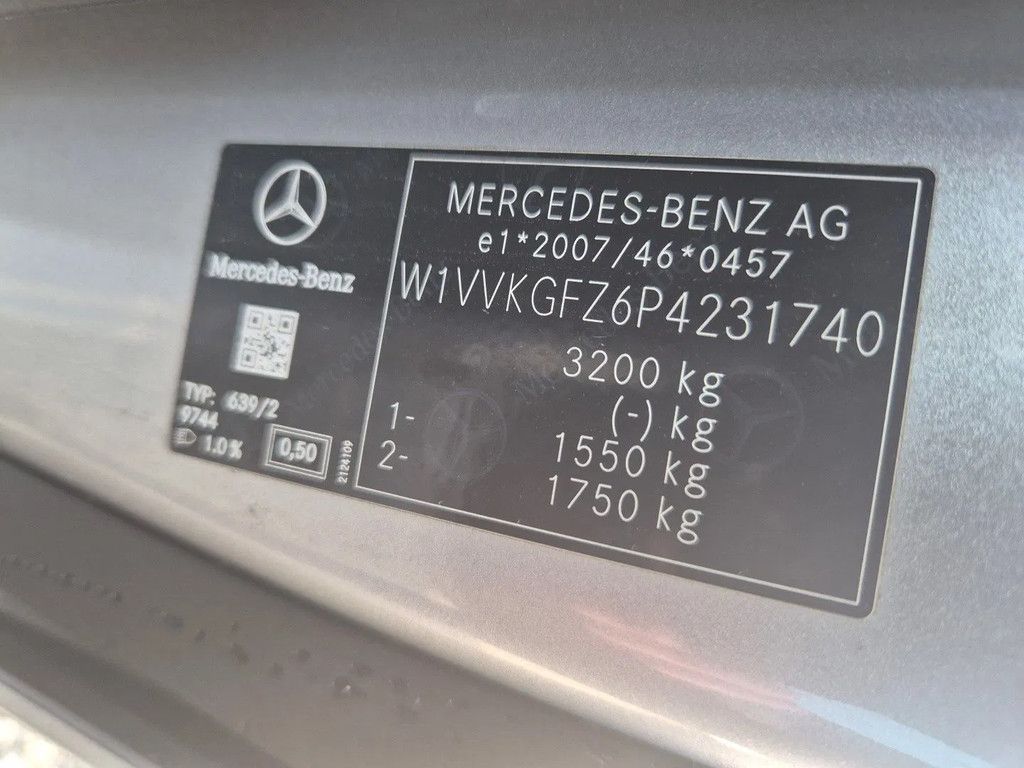 Mercedes-Benz
TYP: 639/2
9744
1.0% 0,50
2124109
MERCEDES-BENZ AG
e1*2007/46*0457
W1VVKGFZ6P4231740
3200 kg
1- (-) kg
2- 1550 kg
1750 kg